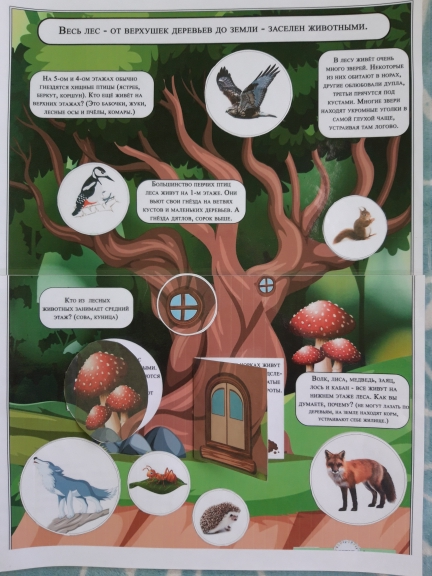 Весь лес - от верхушек деревьев до земли - заселен животными.
На 5-ом и 4-ом этажах обычно
гнездятся хищные птицы (ястреб,
беркут, коршун). Кто ещё живёт на
верхних этажах? (Это бабочки, жуки,
лесные осы и пчёлы, комары.)
В лесу живёт очень
много зверей. Некоторые
из них обитают в норах,
другие облюбовали дупла,
третьи прячутся под
кустами. Многие звери
находят укромные уголки в
самой глухой чаще,
устраивая там логово.
Большинство певчих птиц
леса живут на 1-м этаже. Они
вьют свои гнёзда на ветвях
кустов и маленьких деревьев. А
гнёзда дятлов, сорок выше.
Кто из лесных
животных занимает средний
этаж? (сова, куница)
живут
Волк, лиса, медведь, заяц,
лось и кабан - все живут на
нижнем этаже леса. Как вы
думаете, почему? (не могут лазать по
деревьям, на земле находят корм,
устраивают себе жилище.)